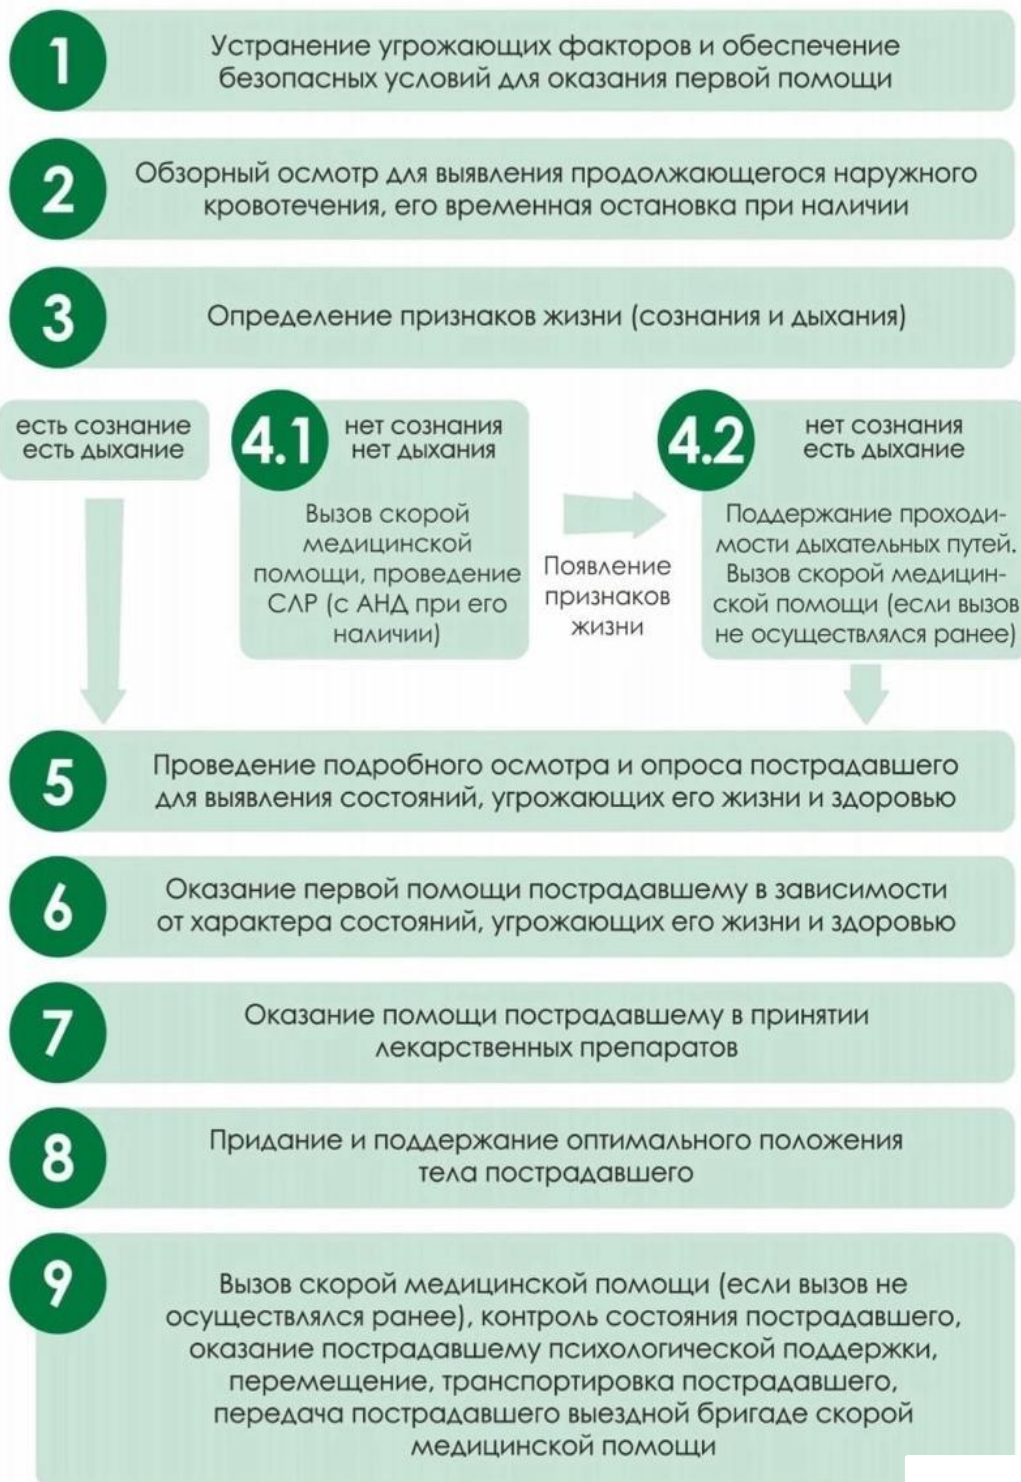 1
Устранение угрожающих факторов и обеспечение
безопасных условий для оказания первой помощи
2
Обзорный осмотр для выявления продолжающегося наружного
кровотечения, его временная остановка при наличии
3
Определение признаков жизни (сознания и дыхания)
есть сознание
есть дыхание
4.1
нет сознания
нет дыхания
Вызов скорой
медицинской
помощи, проведение
СЛР (с АНД при его
наличии)
Появление
признаков
жизни
4.2
нет сознания
есть дыхание
Поддержание проходи-
мости дыхательных путей.
Вызов скорой медицин-
ской помощи (если вызов
не осуществлялся ранее)
5
Проведение подробного осмотра и опроса пострадавшего
для выявления состояний, угрожающих его жизни и здоровью
6
Оказание первой помощи пострадавшему в зависимости
от характера состояний, угрожающих его жизни и здоровью
7
Оказание помощи пострадавшему в принятии
лекарственных препаратов
8
Придание и поддержание оптимального положения
тела пострадавшего
9
Вызов скорой медицинской помощи (если вызов не
осуществлялся ранее), контроль состояния пострадавшего,
оказание пострадавшему психологической поддержки,
перемещение, транспортировка пострадавшего,
передача пострадавшего выездной бригаде скорой
медицинской помощи